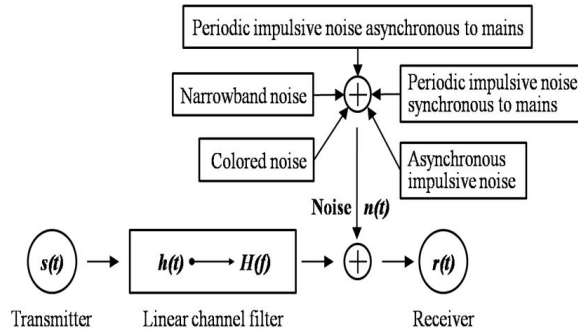 Periodic impulsive noise asynchronous to mains
Narrowband noise
Periodic impulsive noise
synchronous to mains
Colored noise
Asynchronous
impulsive noise
Noise n(t)
s(t)
h(t) H(f)
r(t)
Transmitter
Linear channel filter
Receiver